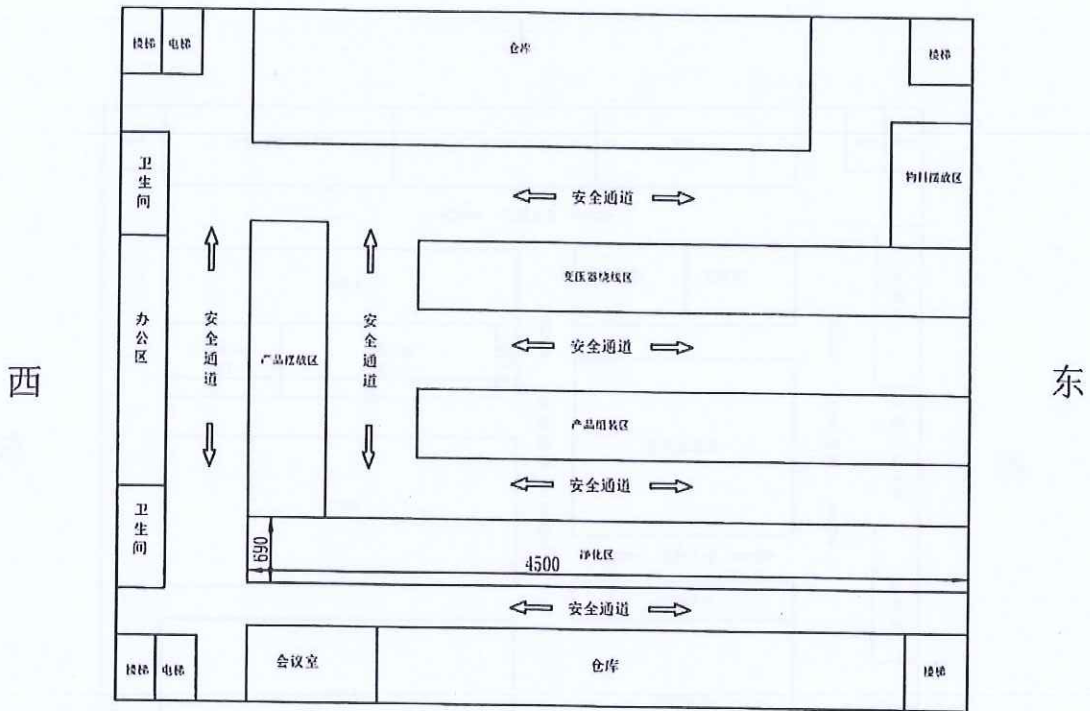 楼梯 电梯 仓库 楼梯
卫生间
物料摆放区
安全通道
变压器绕线区
办公区
安全通道
产品摆放区
安全通道
安全通道
西
东
产品组装区
安全通道
卫生间
690
4500
净化区
安全通道
楼梯 电梯 会议室 仓库 楼梯